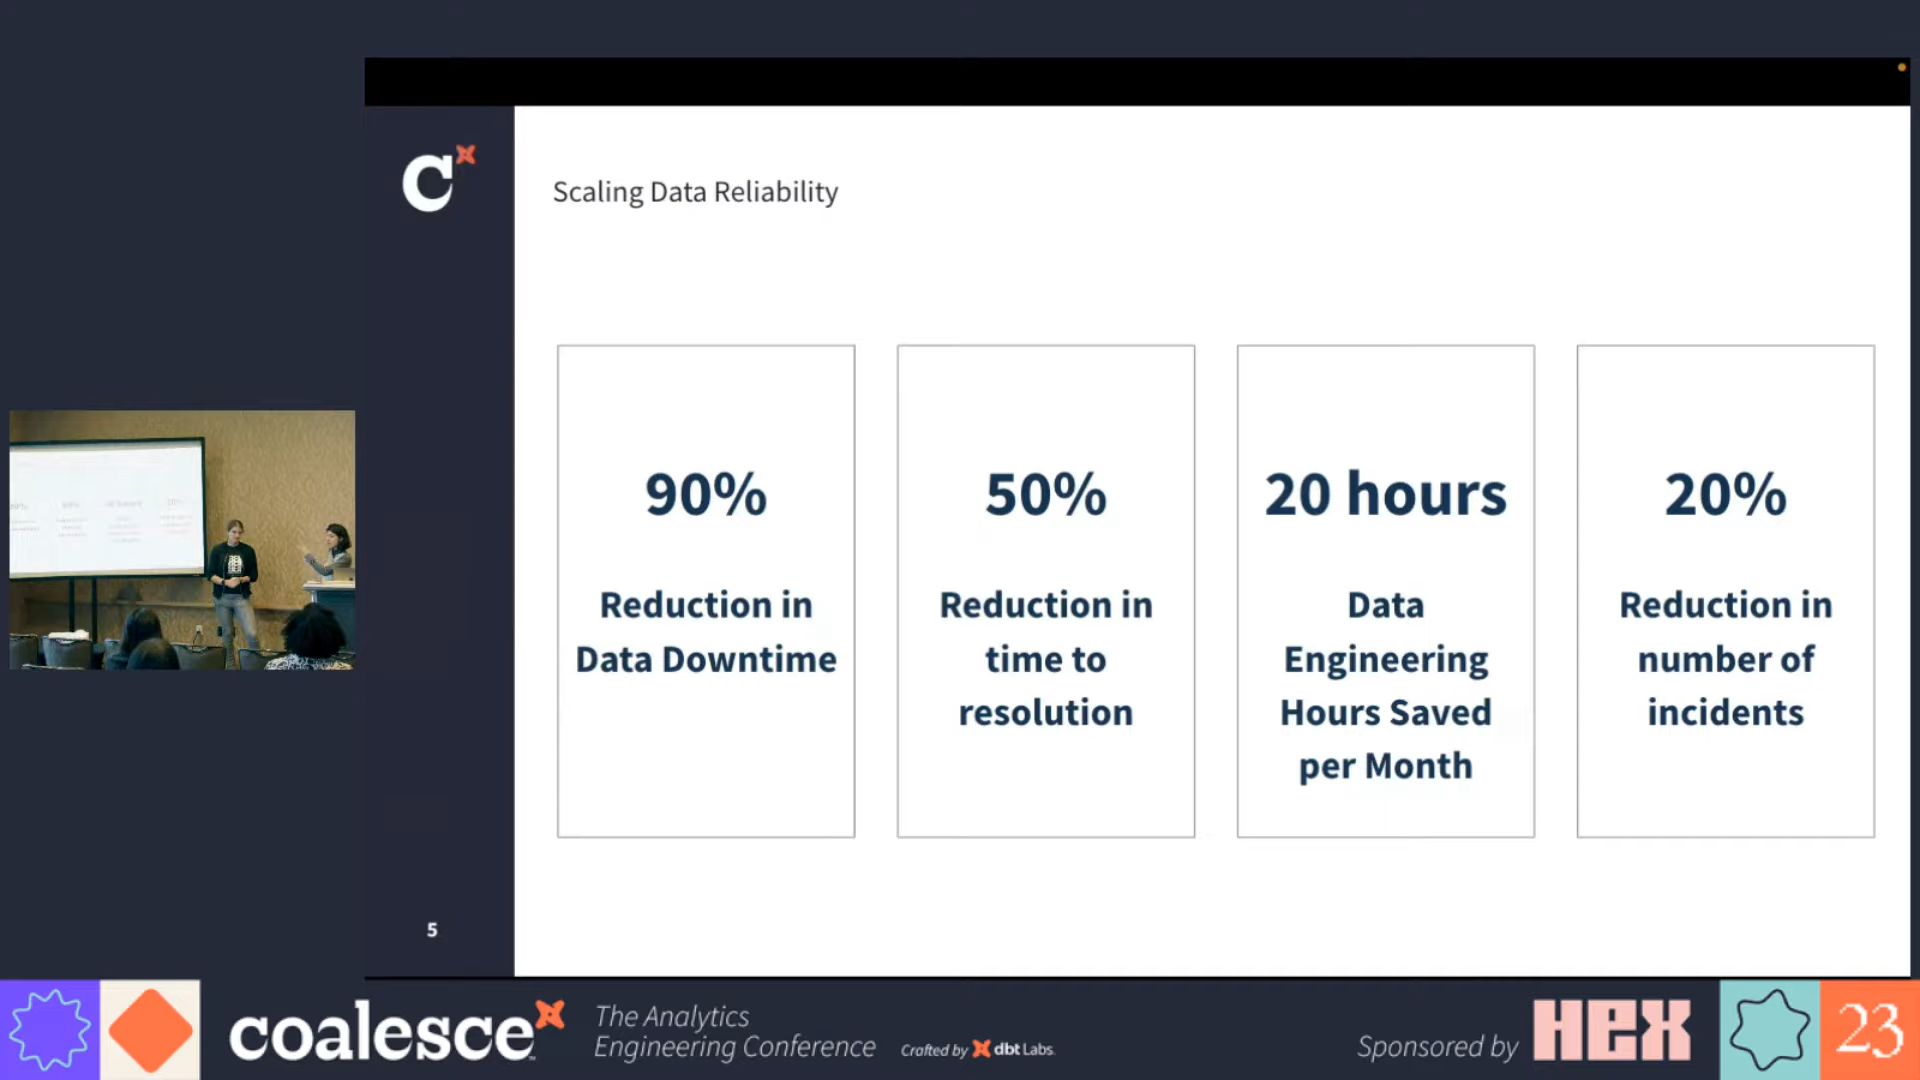 C
Scaling Data Reliability
90%
Reduction in
Data Downtime
50%
Reduction in
time to
resolution
20 hours
Data
Engineering
Hours Saved
per Month
20%
Reduction in
number of
incidents
5
coalesce
The Analytics
Engineering Conference
Crafted by dbt Labs
Sponsored by HEX
23